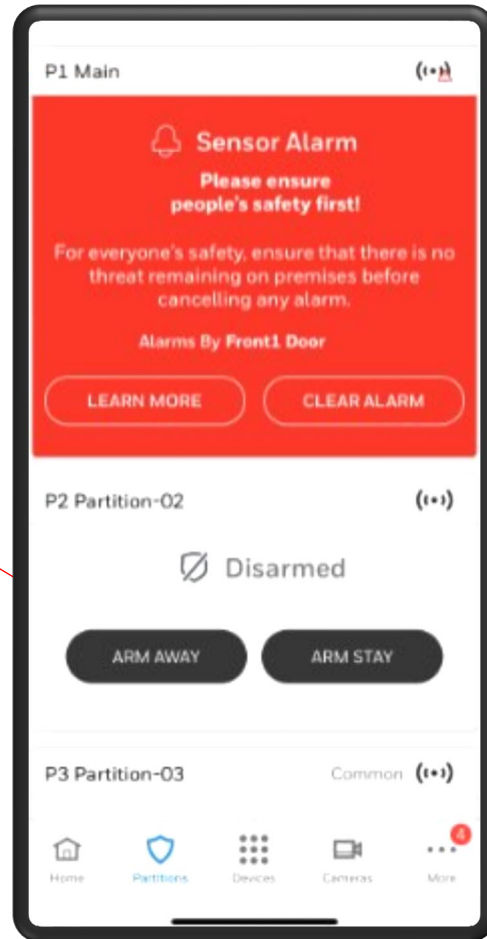 P1 Main
Sensor Alarm
Please ensure
people's safety first!
For everyone's safety, ensure that there is no
threat remaining on premises before
cancelling any alarm.
Alarms By Front1 Door
LEARN MORE CLEAR ALARM
P2 Partition-02
Disarmed
ARM AWAY ARM STAY
P3 Partition-03 Common
4
Home Partitions Devices Cameras More